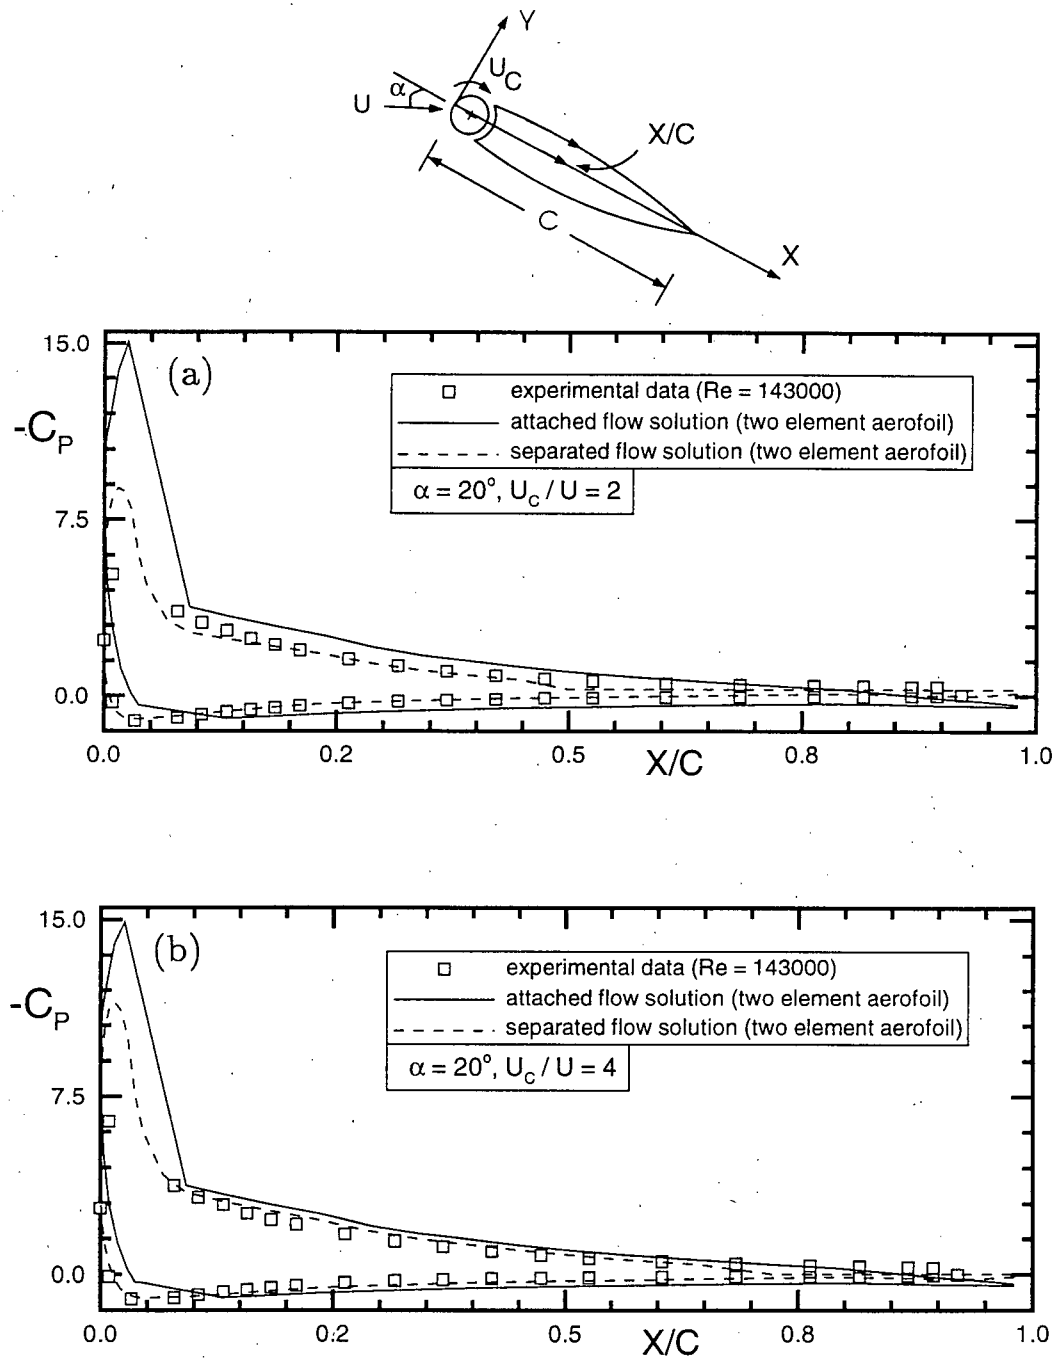 Y
U_C
α
U
X/C
C
X
15.0
(a)
experimental data (Re = 143000)
attached flow solution (two element aerofoil)
-C_P
separated flow solution (two element aerofoil)
α = 20°, U_C / U = 2
7.5
0.0
0.0 0.2 0.5 0.8 1.0
X/C
15.0
(b)
experimental data (Re = 143000)
attached flow solution (two element aerofoil)
-C_P
separated flow solution (two element aerofoil)
α = 20°, U_C / U = 4
7.5
0.0
0.0 0.2 0.5 0.8 1.0
X/C